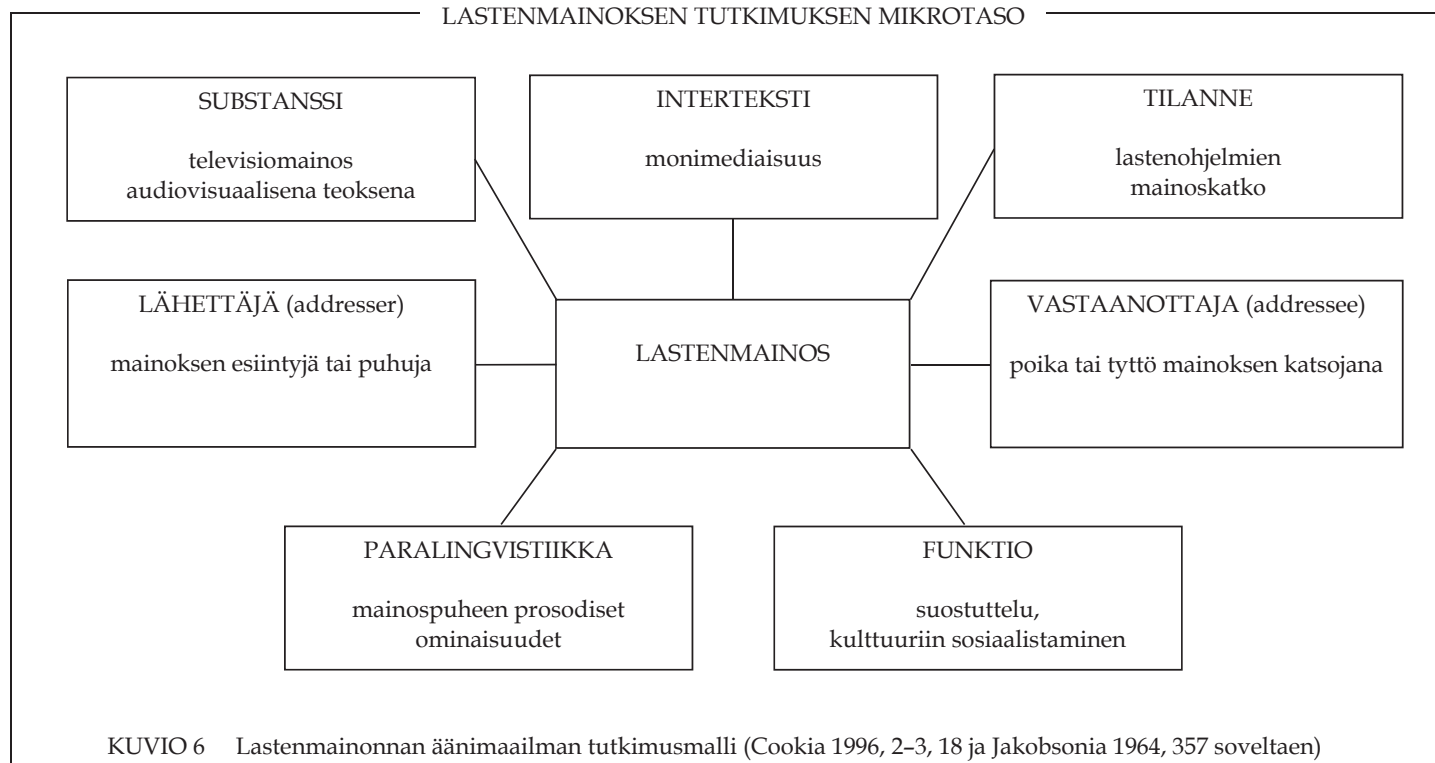 LASTENMAINOKSEN TUTKIMUKSEN MIKROTASO
SUBSTANSSI
televisiomainos
audiovisuaalisena teoksena
INTERTEKSTI
monimediaisuus
TILANNE
lastenohjelmien
mainoskatko
LÄHETTÄJÄ (addresser)
mainoksen esiintyjä tai puhuja
LASTENMAINOS
VASTAANOTTAJA (addressee)
poika tai tyttö mainoksen katsojana
PARALINGVISTIIKKA
mainospuheen prosodiset
ominaisuudet
FUNKTIO
suostuttelu,
kulttuuriin sosiaalistaminen
KUVIO 6 Lastenmainonnan äänimaailman tutkimusmalli (Cookia 1996, 2–3, 18 ja Jakobsonia 1964, 357 soveltaen)